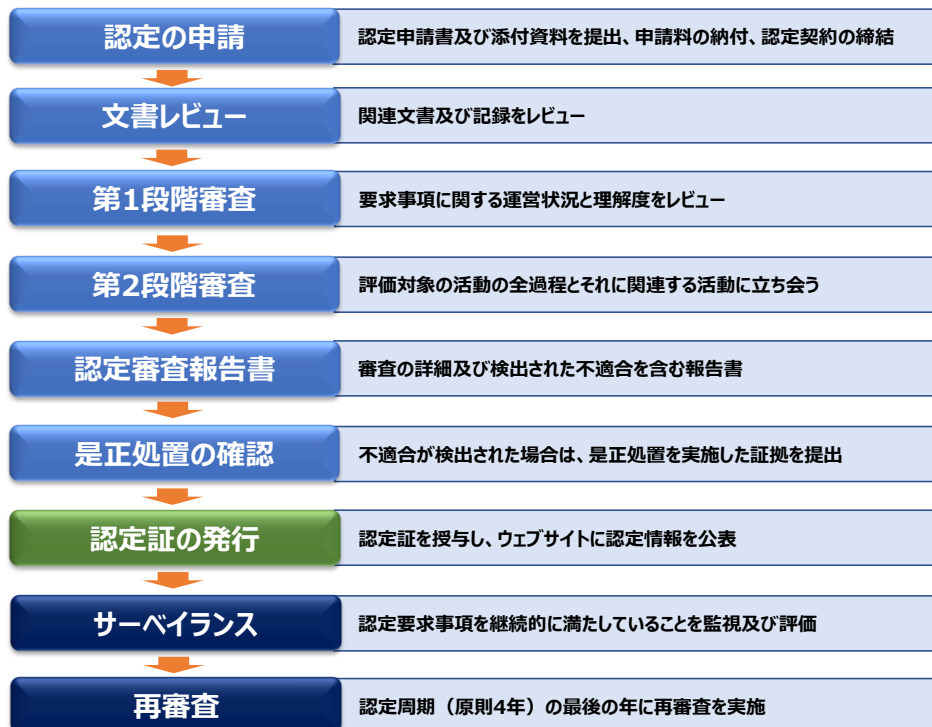 認定の申請
認定申請書及び添付資料を提出、申請料の納付、認定契約の締結
文書レビュー
関連文書及び記録をレビュー
第1段階審査
要求事項に関する運営状況と理解度をレビュー
第2段階審査
評価対象の活動の全過程とそれに関連する活動に立ち会う
認定審査報告書
審査の詳細及び検出された不適合を含む報告書
是正処置の確認
不適合が検出された場合は、是正処置を実施した証拠を提出
認定証の発行
認定証を授与し、ウェブサイトに認定情報を公表
サーベイランス
認定要求事項を継続的に満たしていることを監視及び評価
再審査
認定周期（原則4年）の最後の年に再審査を実施